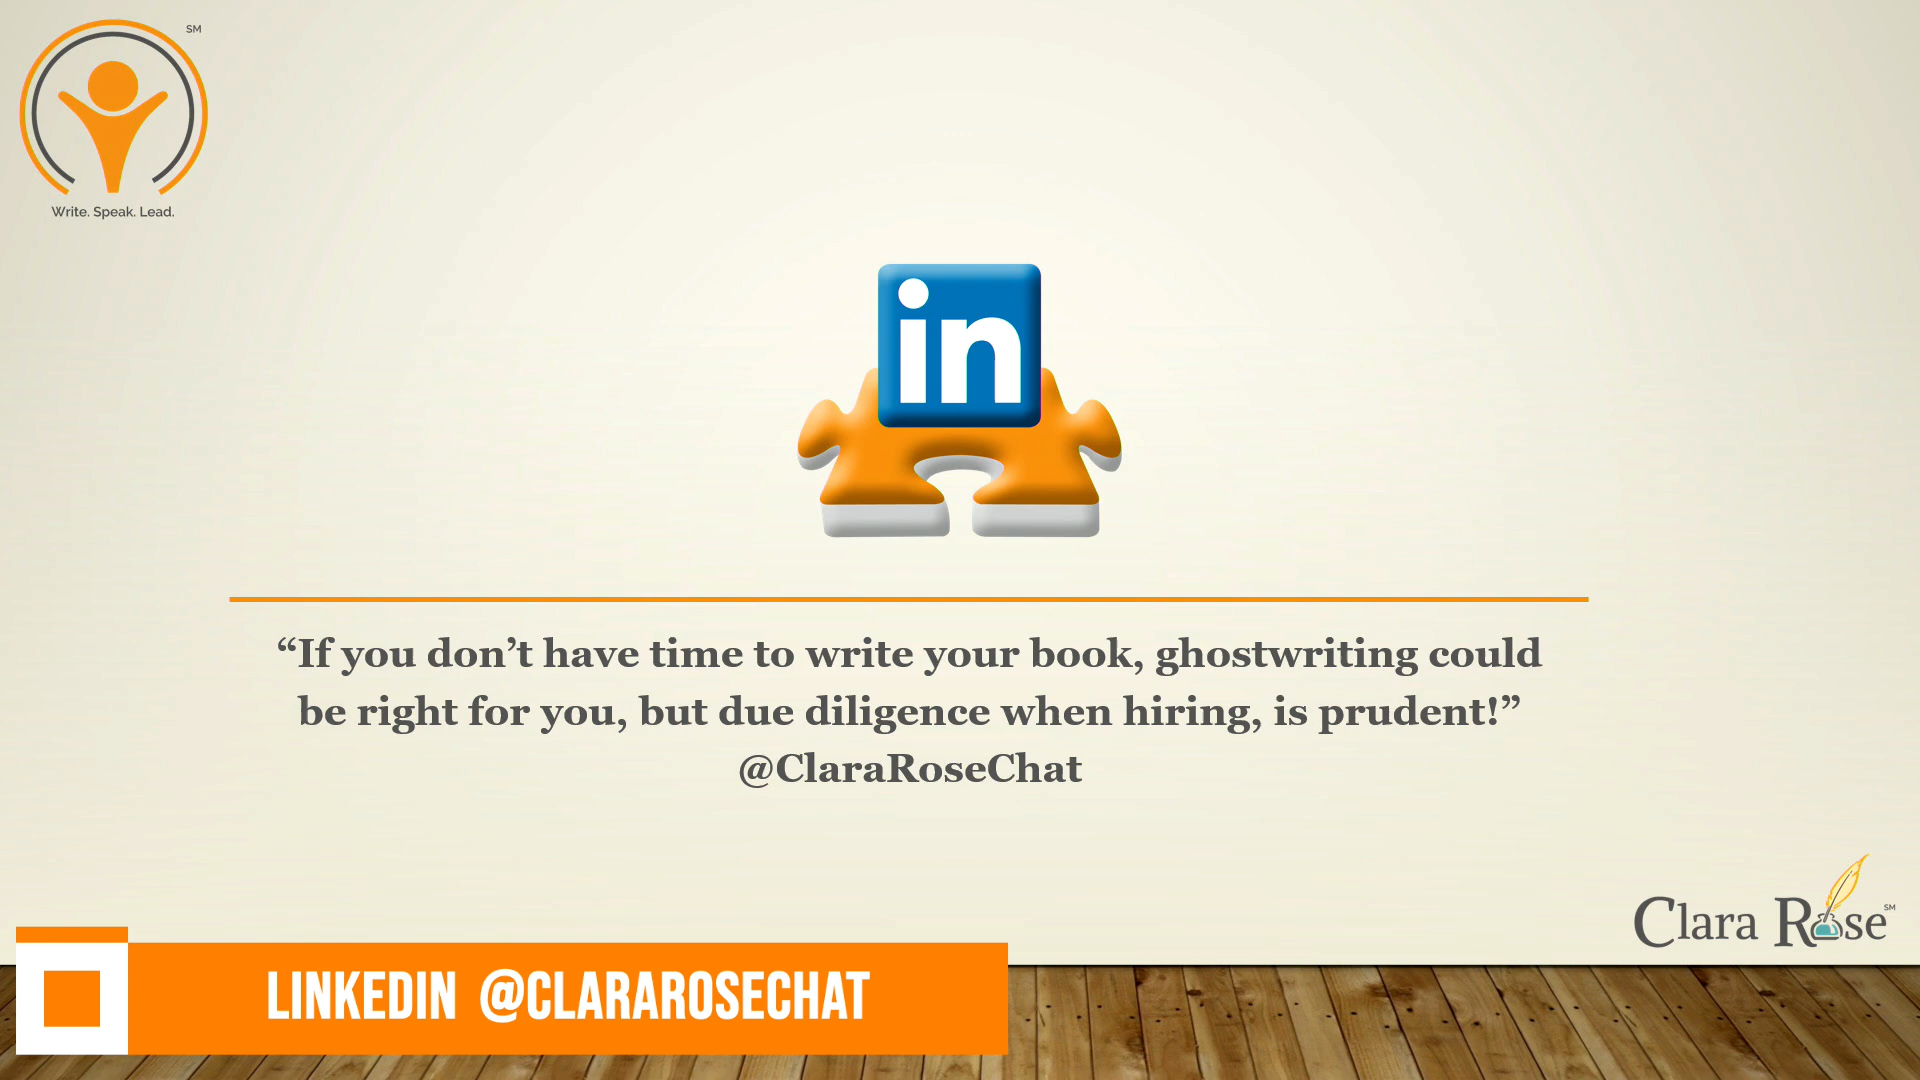 SM
Write. Speak. Lead.
in
“If you don’t have time to write your book, ghostwriting could
be right for you, but due diligence when hiring, is prudent!”
@ClaraRoseChat
Clara Rose SM
LINKEDIN @CLARAROSECHAT